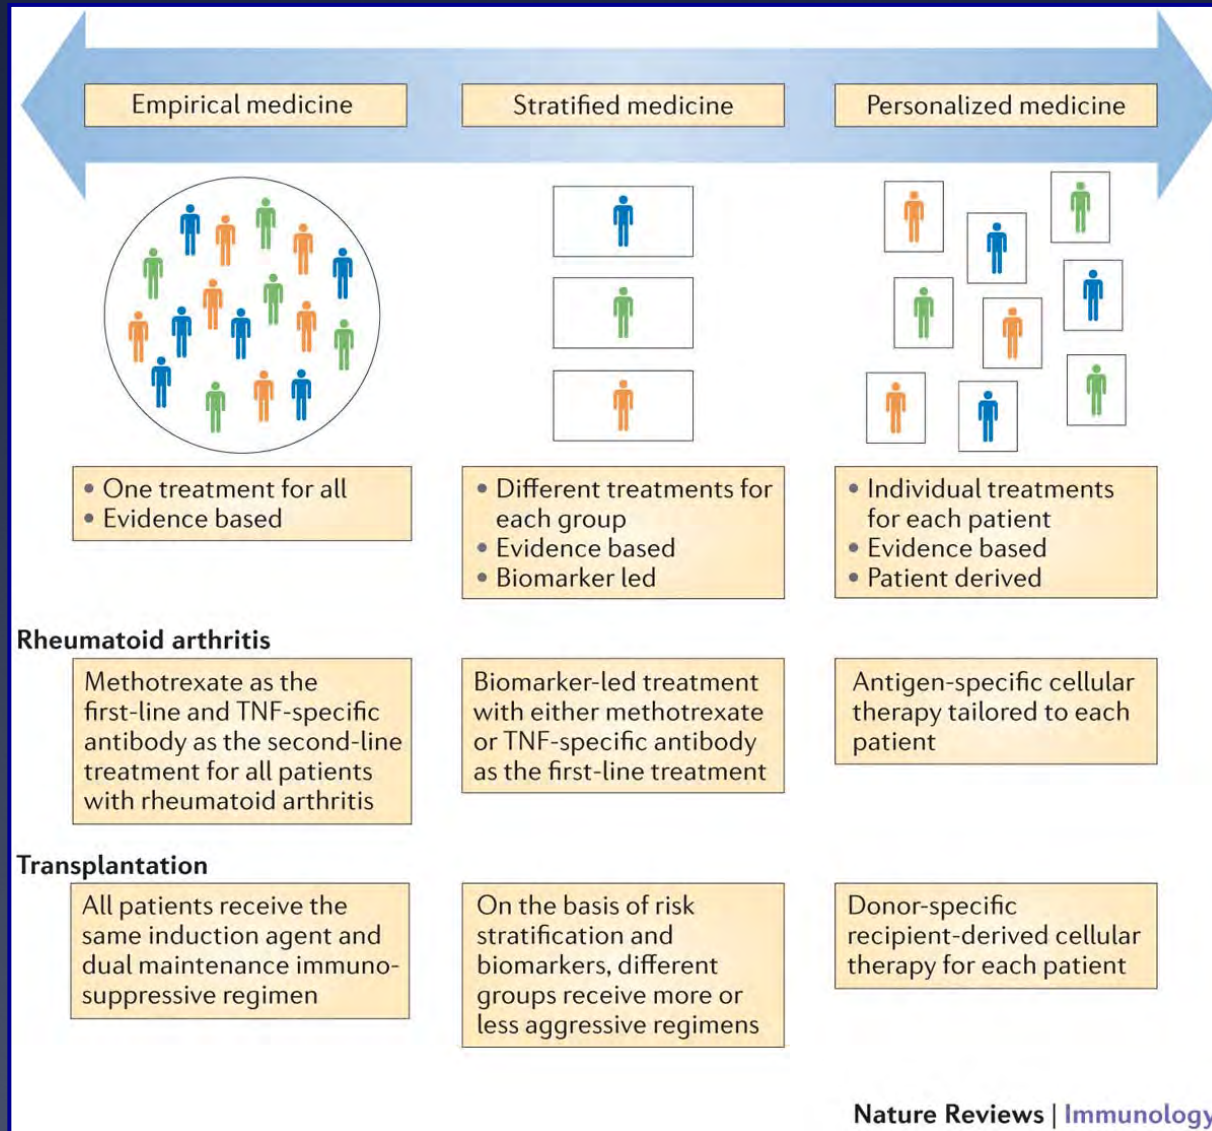 Empirical medicine
Stratified medicine
Personalized medicine
• One treatment for all
• Evidence based
• Different treatments for
each group
• Evidence based
• Biomarker led
• Individual treatments
for each patient
• Evidence based
• Patient derived
Rheumatoid arthritis
Methotrexate as the
first-line and TNF-specific
antibody as the second-line
treatment for all patients
with rheumatoid arthritis
Biomarker-led treatment
with either methotrexate
or TNF-specific antibody
as the first-line treatment
Antigen-specific cellular
therapy tailored to each
patient
Transplantation
All patients receive the
same induction agent and
dual maintenance immuno-
suppressive regimen
On the basis of risk
stratification and
biomarkers, different
groups receive more or
less aggressive regimens
Donor-specific
recipient-derived cellular
therapy for each patient
Nature Reviews | Immunology